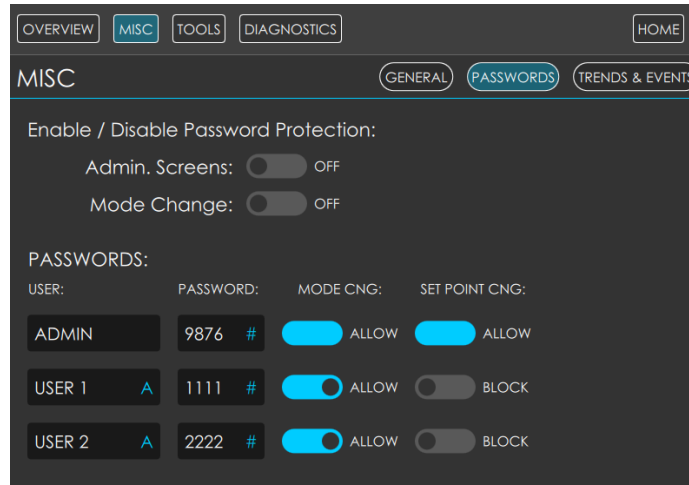 OVERVIEW MISC TOOLS DIAGNOSTICS HOME
MISC GENERAL PASSWORDS TRENDS & EVENTS
Enable / Disable Password Protection:
Admin. Screens: OFF
Mode Change: OFF
PASSWORDS:
USER: PASSWORD: MODE CNG: SET POINT CNG:
ADMIN 9876 # ALLOW ALLOW
USER 1 A 1111 # ALLOW BLOCK
USER 2 A 2222 # ALLOW BLOCK